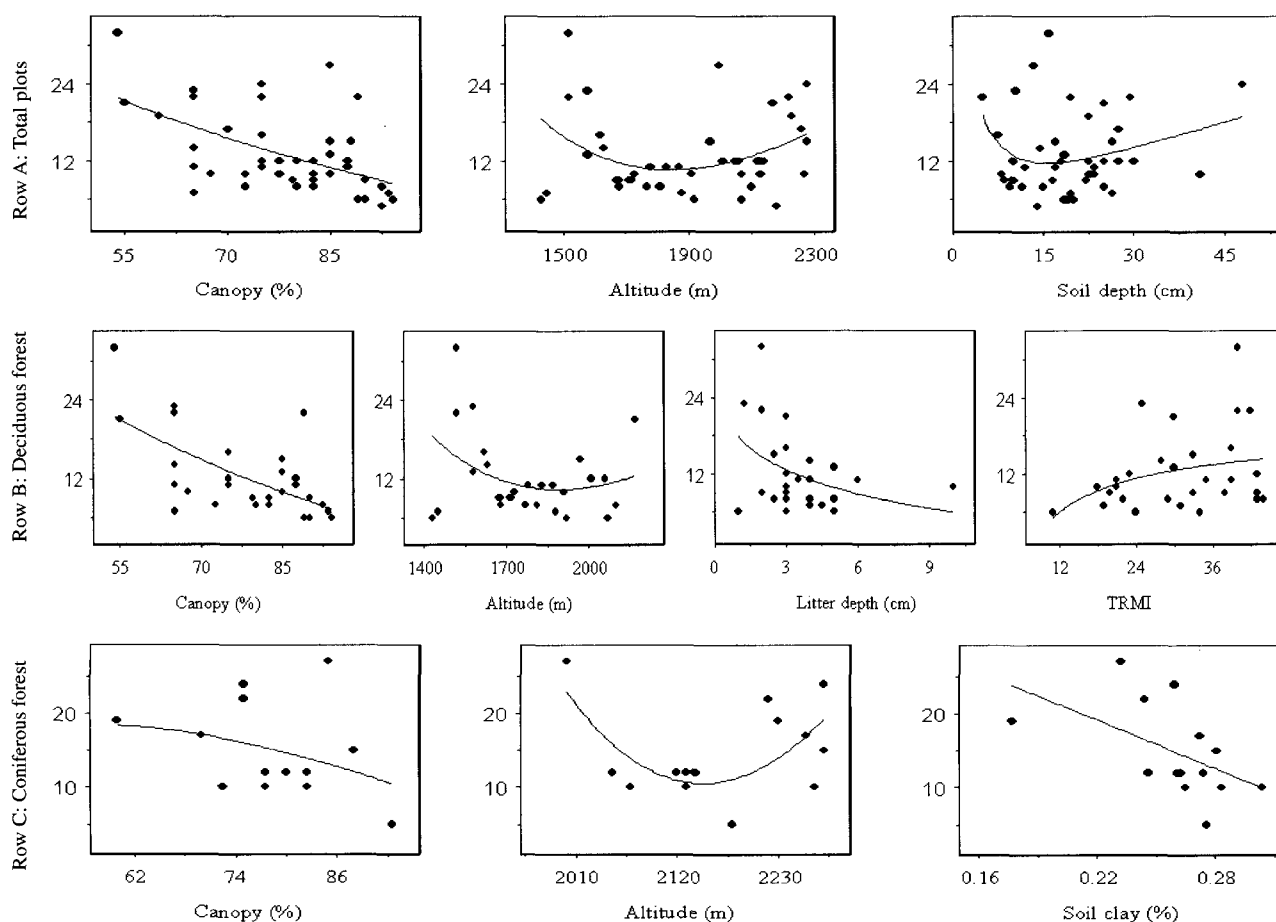 Row A: Total plots
24
12
55 70 85
Canopy (%)
1500 1900 2300
Altitude (m)
0 15 30 45
Soil depth (cm)
Row B: Deciduous forest
24
12
55 70 85
Canopy (%)
24
12
1400 1700 2000
Altitude (m)
24
12
0 3 6 9
Litter depth (cm)
24
12
12 24 36
TRMI
Row C: Coniferous forest
20
10
62 74 86
Canopy (%)
20
10
2010 2120 2230
Altitude (m)
20
10
0.16 0.22 0.28
Soil clay (%)
24
12
24
12